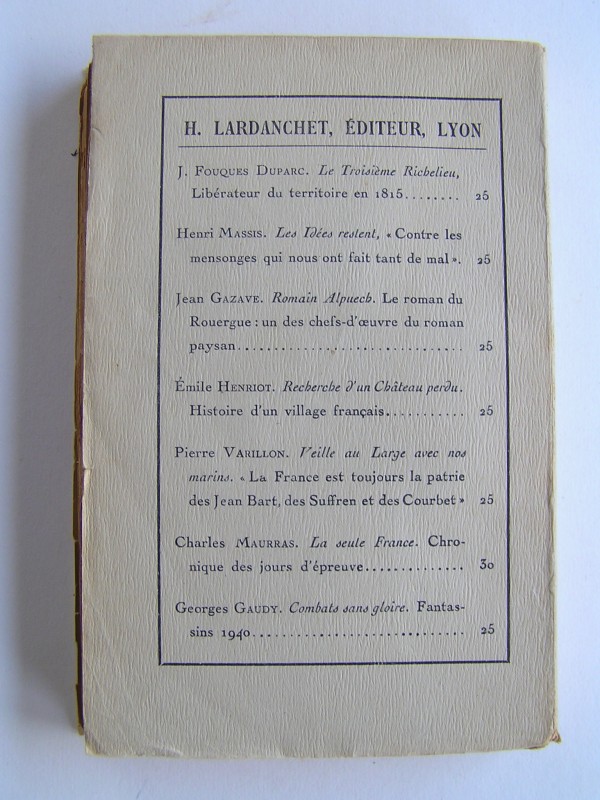 H. LARDANCHET, ÉDITEUR, LYON
J. FOUQUES DUPARC. Le Troisième Richelieu,
Libérateur du territoire en 1815........ 25
Henri MASSIS. Les Idées restent, « Contre les
mensonges qui nous ont fait tant de mal ». 25
Jean GAZAVE. Romain Alpuech. Le roman du
Rouergue : un des chefs-d'œuvre du roman
paysan.............................. 25
Émile HENRIOT. Recherche d'un Château perdu.
Histoire d'un village français........... 25
Pierre VARILLON. Veille au Large avec nos
marins. « La France est toujours la patrie
des Jean Bart, des Suffren et des Courbet » 25
Charles MAURRAS. La seule France. Chro-
nique des jours d'épreuve.............. 30
Georges GAUDY. Combats sans gloire. Fantas-
sins 1940............................. 25